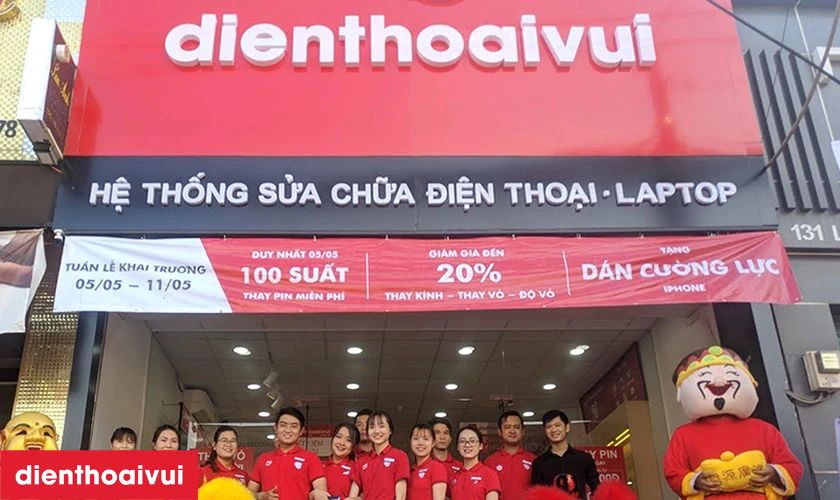 dienthoaivui
HỆ THỐNG SỬA CHỮA ĐIỆN THOẠI · LAPTOP
78
131 L
TUẦN LỄ KHAI TRƯƠNG
05/05 – 11/05
DUY NHẤT 05/05
100 SUẤT
THAY PIN MIỄN PHÍ
GIẢM GIÁ ĐẾN
20%
THAY KÍNH – THAY VỎ – ĐỘ VỎ
TẶNG
DÁN CƯỜNG LỰC
IPHONE
dienthoaivui